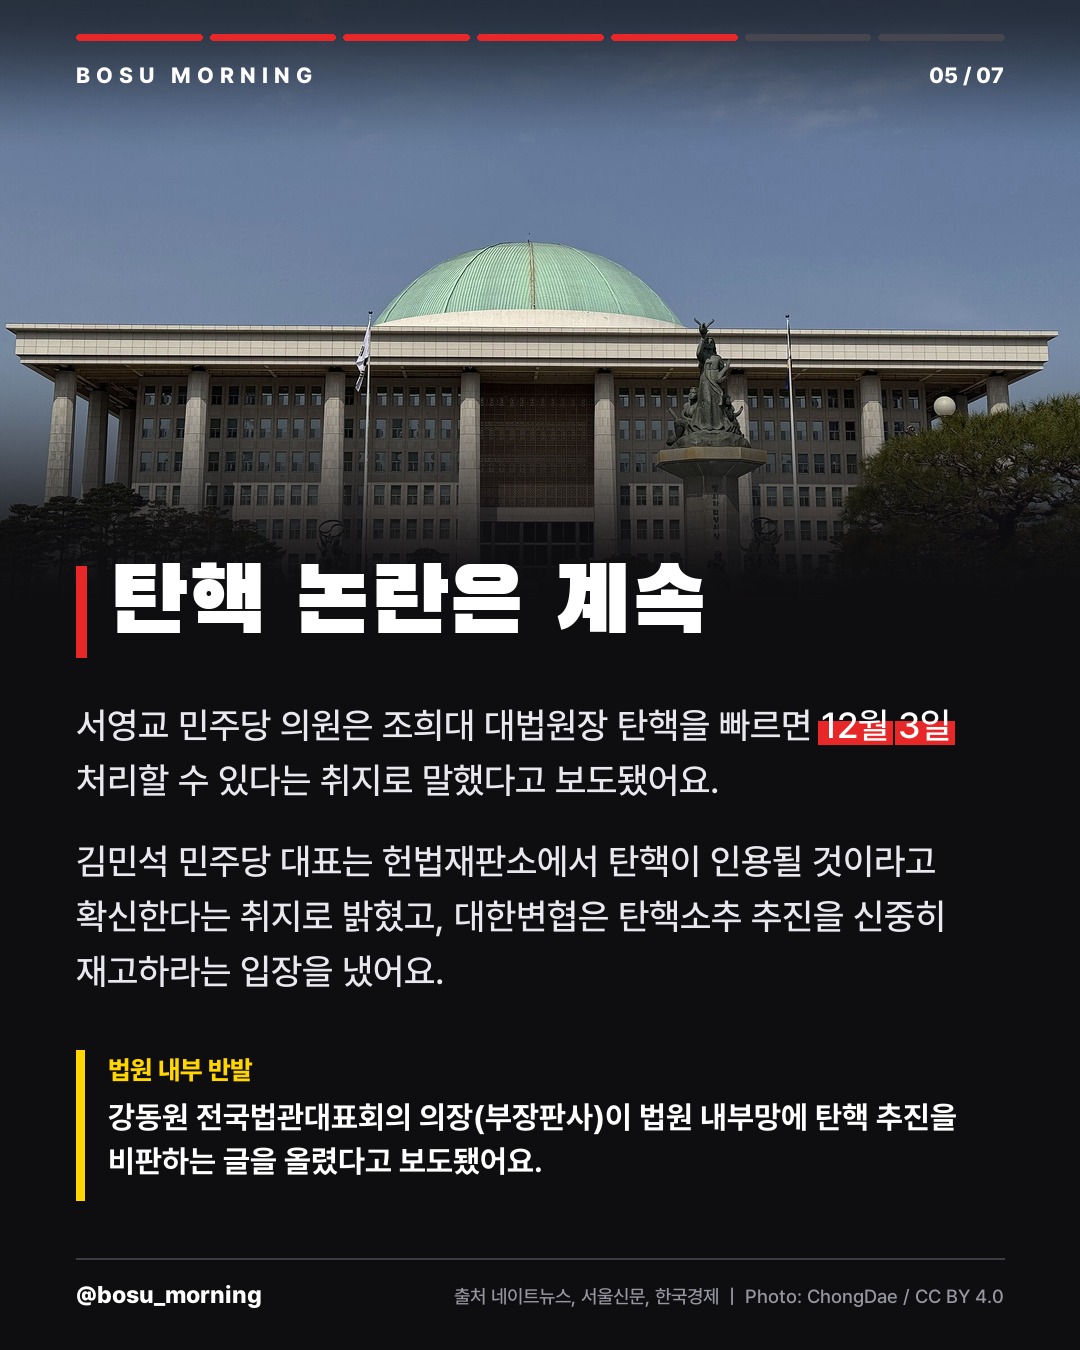 BOSU MORNING
05 / 07
탄핵 논란은 계속
서영교 민주당 의원은 조희대 대법원장 탄핵을 빠르면 12월 3일
처리할 수 있다는 취지로 말했다고 보도됐어요.
김민석 민주당 대표는 헌법재판소에서 탄핵이 인용될 것이라고
확신한다는 취지로 밝혔고, 대한변협은 탄핵소추 추진을 신중히
재고하라는 입장을 냈어요.
법원 내부 반발
강동원 전국법관대표회의 의장(부장판사)이 법원 내부망에 탄핵 추진을
비판하는 글을 올렸다고 보도됐어요.
@bosu_morning
출처 네이트뉴스, 서울신문, 한국경제 | Photo: ChongDae / CC BY 4.0